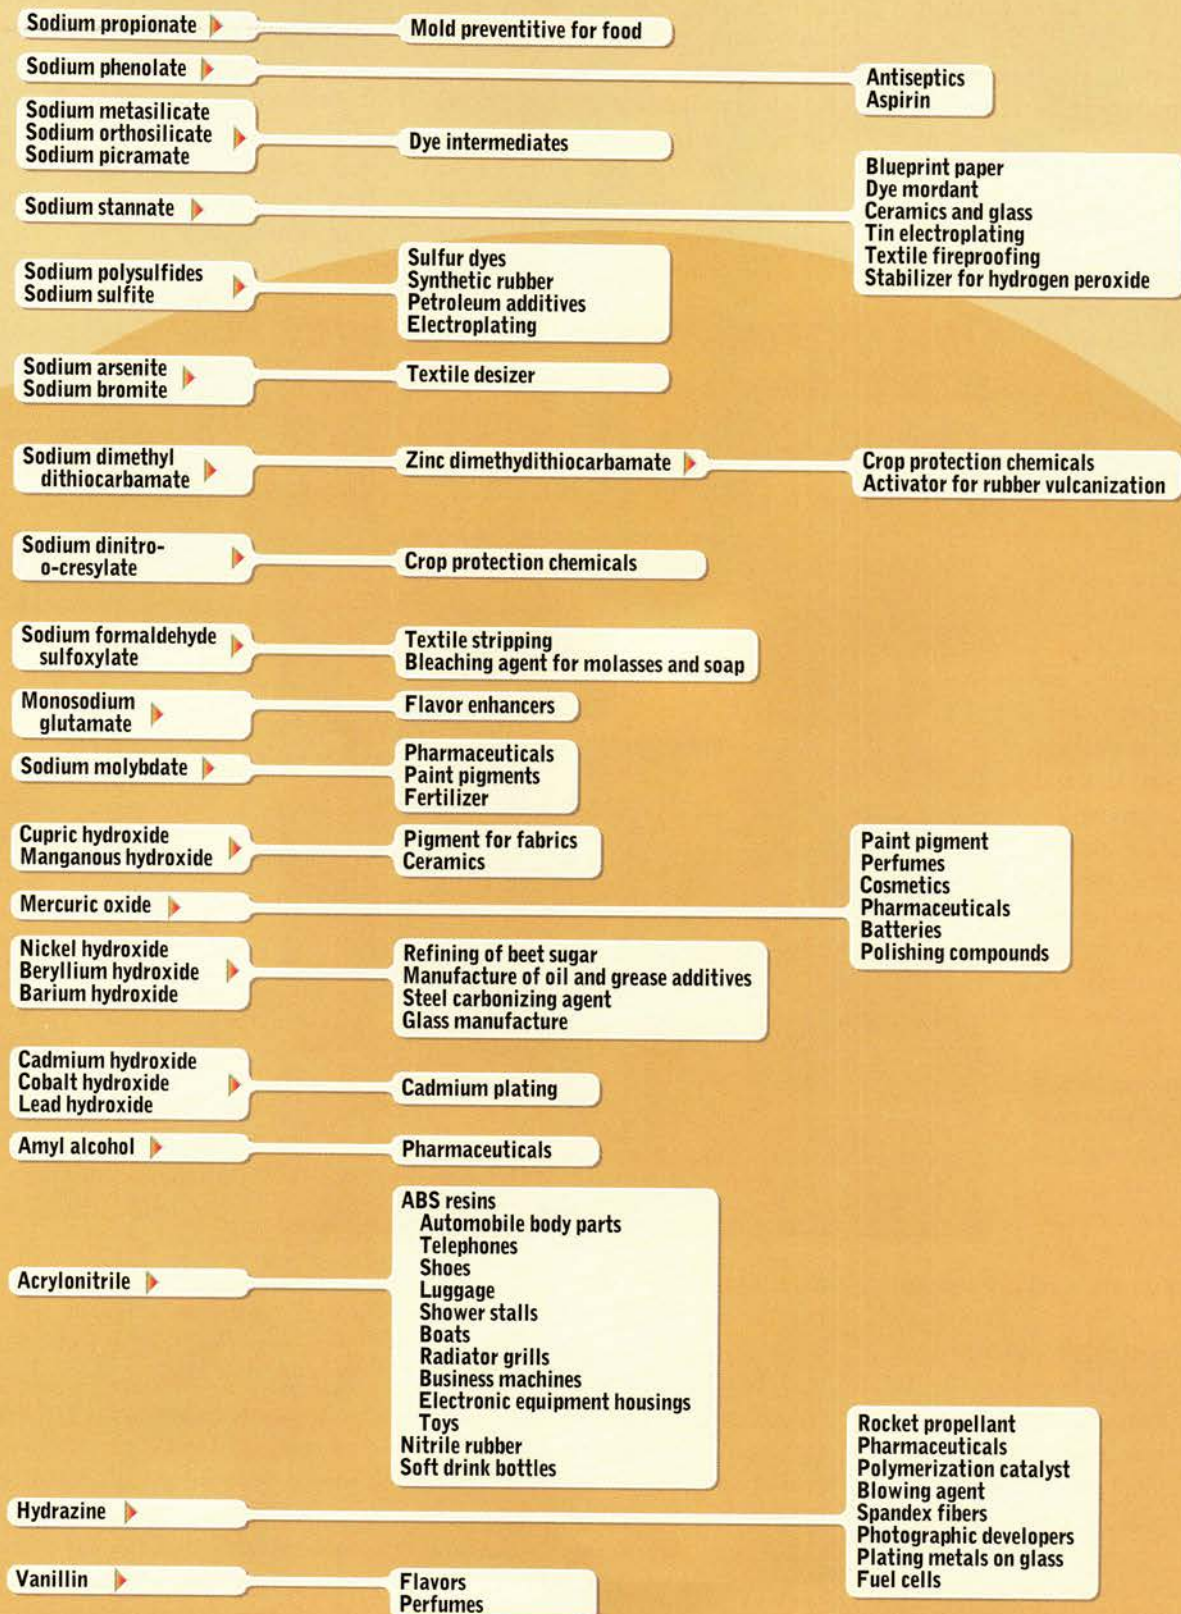 Sodium propionate
Mold preventitive for food
Sodium phenolate
Antiseptics
Aspirin
Sodium metasilicate
Sodium orthosilicate
Sodium picramate
Dye intermediates
Sodium stannate
Blueprint paper
Dye mordant
Ceramics and glass
Tin electroplating
Textile fireproofing
Stabilizer for hydrogen peroxide
Sodium polysulfides
Sodium sulfite
Sulfur dyes
Synthetic rubber
Petroleum additives
Electroplating
Sodium arsenite
Sodium bromite
Textile desizer
Sodium dimethyl
dithiocarbamate
Zinc dimethydithiocarbamate
Crop protection chemicals
Activator for rubber vulcanization
Sodium dinitro-
o-cresylate
Crop protection chemicals
Sodium formaldehyde
sulfoxylate
Textile stripping
Bleaching agent for molasses and soap
Monosodium
glutamate
Flavor enhancers
Sodium molybdate
Pharmaceuticals
Paint pigments
Fertilizer
Cupric hydroxide
Manganous hydroxide
Pigment for fabrics
Ceramics
Mercuric oxide
Paint pigment
Perfumes
Cosmetics
Pharmaceuticals
Batteries
Polishing compounds
Nickel hydroxide
Beryllium hydroxide
Barium hydroxide
Refining of beet sugar
Manufacture of oil and grease additives
Steel carbonizing agent
Glass manufacture
Cadmium hydroxide
Cobalt hydroxide
Lead hydroxide
Cadmium plating
Amyl alcohol
Pharmaceuticals
Acrylonitrile
ABS resins
Automobile body parts
Telephones
Shoes
Luggage
Shower stalls
Boats
Radiator grills
Business machines
Electronic equipment housings
Toys
Nitrile rubber
Soft drink bottles
Hydrazine
Rocket propellant
Pharmaceuticals
Polymerization catalyst
Blowing agent
Spandex fibers
Photographic developers
Plating metals on glass
Fuel cells
Vanillin
Flavors
Perfumes